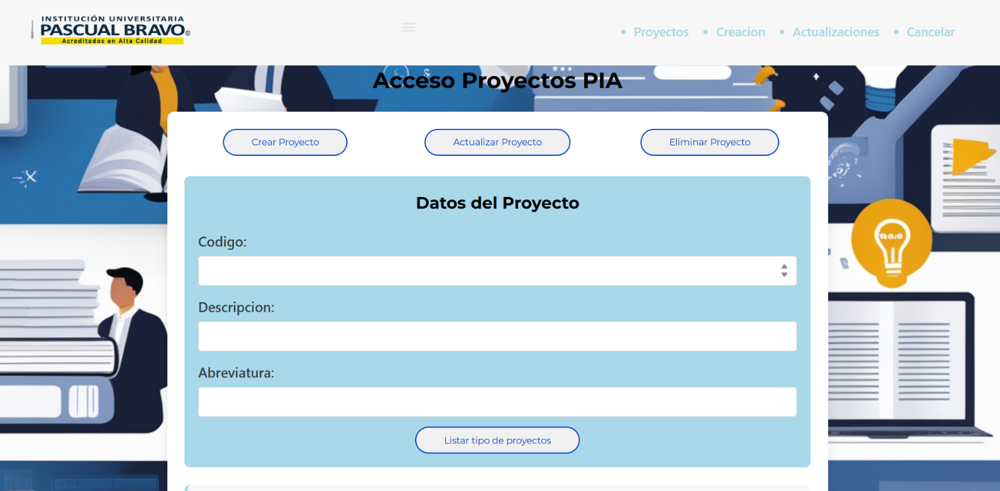 INSTITUCIÓN UNIVERSITARIA
PASCUAL BRAVO®
Acreditados en Alta Calidad
Proyectos
Creacion
Actualizaciones
Cancelar
Acceso Proyectos PIA
Crear Proyecto
Actualizar Proyecto
Eliminar Proyecto
Datos del Proyecto
Codigo:
Descripcion:
Abreviatura:
Listar tipo de proyectos